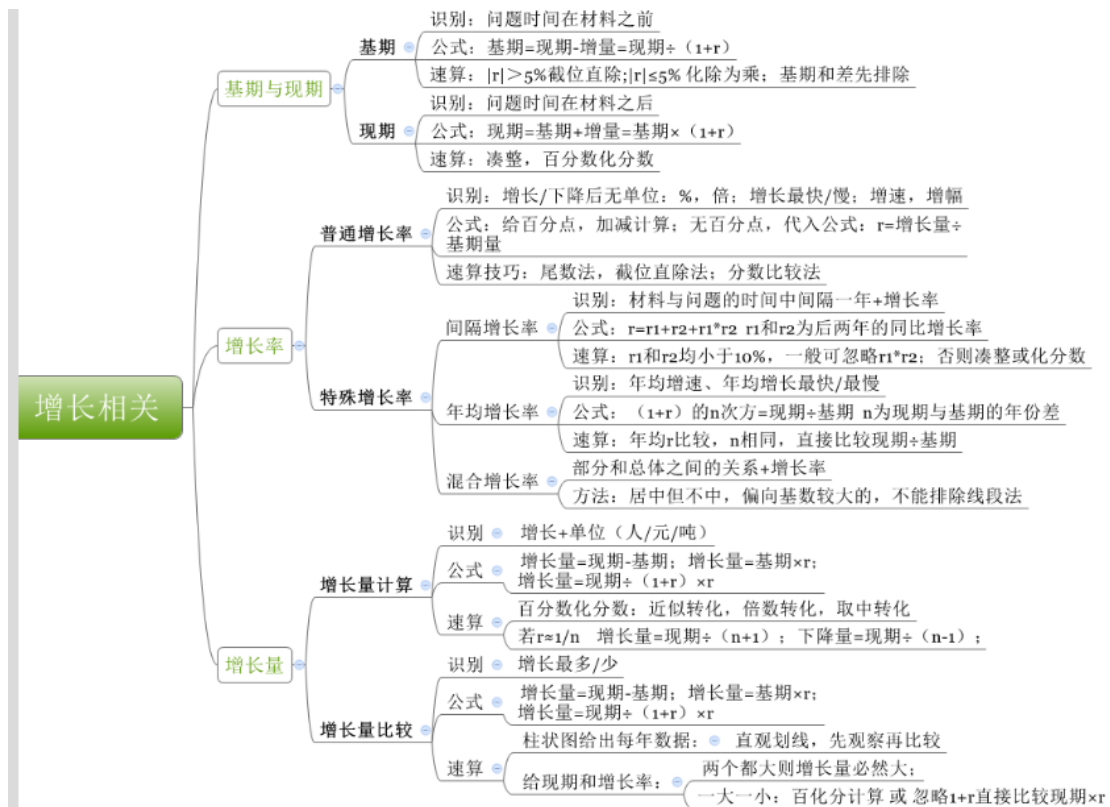 增长相关
基期与现期
基期
识别：问题时间在材料之前
公式：基期=现期-增量=现期÷（1+r）
速算：|r|＞5%截位直除;|r|≤5% 化除为乘；基期和差先排除
现期
识别：问题时间在材料之后
公式：现期=基期+增量=基期×（1+r）
速算：凑整，百分数化分数
增长率
普通增长率
识别：增长/下降后无单位：%，倍；增长最快/慢；增速，增幅
公式：给百分点，加减计算；无百分点，代入公式：r=增长量÷
基期量
速算技巧：尾数法，截位直除法；分数比较法
特殊增长率
间隔增长率
识别：材料与问题的时间中间隔一年+增长率
公式：r=r1+r2+r1*r2 r1和r2为后两年的同比增长率
速算：r1和r2均小于10%，一般可忽略r1*r2；否则凑整或化分数
年均增长率
识别：年均增速、年均增长最快/最慢
公式：（1+r）的n次方=现期÷基期 n为现期与基期的年份差
速算：年均r比较，n相同，直接比较现期÷基期
混合增长率
部分和总体之间的关系+增长率
方法：居中但不中，偏向基数较大的，不能排除线段法
增长量
增长量计算
识别
增长+单位（人/元/吨）
公式
增长量=现期-基期；增长量=基期×r；
增长量=现期÷（1+r）×r
速算
百分数化分数：近似转化，倍数转化，取中转化
若r≈1/n 增长量=现期÷（n+1）；下降量=现期÷（n-1）；
增长量比较
识别
增长最多/少
公式
增长量=现期-基期；增长量=基期×r；
增长量=现期÷（1+r）×r
速算
柱状图给出每年数据：
直观划线，先观察再比较
给现期和增长率：
两个都大则增长量必然大；
一大一小：百化分计算 或 忽略1+r直接比较现期×r